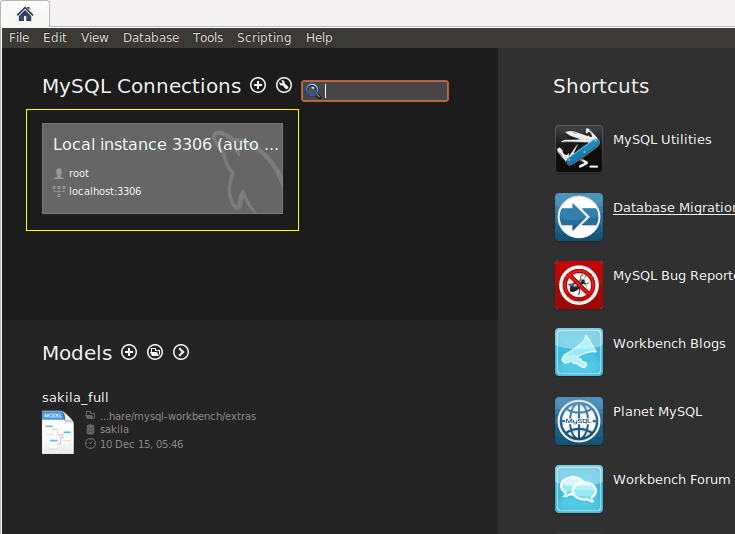 File Edit View Database Tools Scripting Help
MySQL Connections
Local instance 3306 (auto ...
root
localhost:3306
Models
sakila_full
MODEL
...hare/mysql-workbench/extras
sakila
10 Dec 15, 05:46
Shortcuts
MySQL Utilities
Database Migration
MySQL Bug Reporte
Workbench Blogs
MySQL
Planet MySQL
Workbench Forum